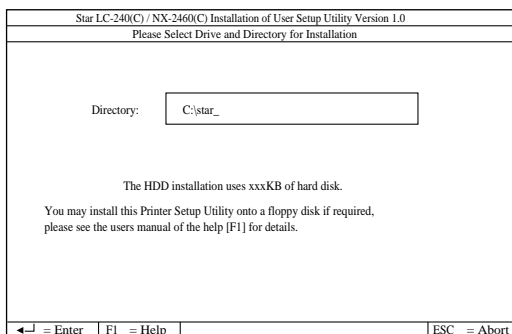 Star LC-240(C) / NX-2460(C) Installation of User Setup Utility Version 1.0
Please Select Drive and Directory for Installation
Directory: C:\star_
The HDD installation uses xxxKB of hard disk.
You may install this Printer Setup Utility onto a floppy disk if required,
please see the users manual of the help [F1] for details.
= Enter F1 = Help ESC = Abort